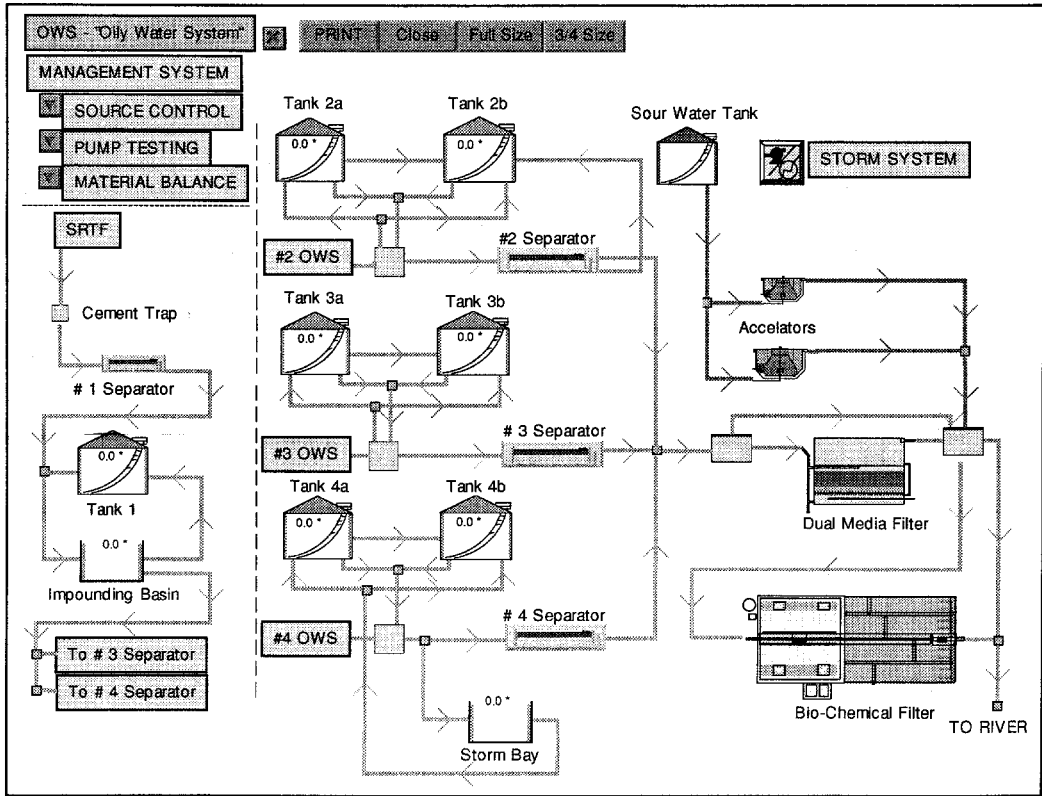 OWS - "Oily Water System"
PRINT
Close
Full Size
3/4 Size
MANAGEMENT SYSTEM
SOURCE CONTROL
PUMP TESTING
MATERIAL BALANCE
Tank 2a
Tank 2b
0.0 *
0.0 *
Sour Water Tank
STORM SYSTEM
SRTF
#2 OWS
#2 Separator
Cement Trap
Tank 3a
Tank 3b
0.0 *
0.0 *
Accelators
# 1 Separator
#3 OWS
# 3 Separator
0.0 *
Tank 1
Tank 4a
Tank 4b
0.0 *
0.0 *
Dual Media Filter
0.0 *
Impounding Basin
#4 OWS
# 4 Separator
To # 3 Separator
To # 4 Separator
0.0 *
Storm Bay
Bio-Chemical Filter
TO RIVER